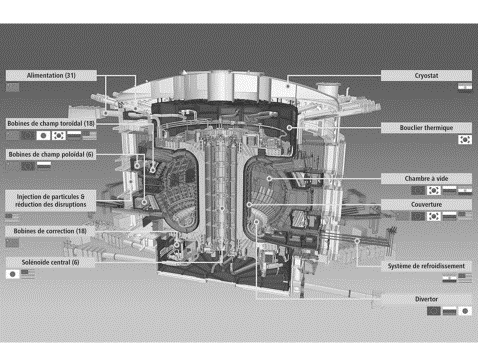 Alimentation (31)
Bobines de champ toroïdal (18)
Bobines de champ poloïdal (6)
Injection de particules &
réduction des disruptions
Bobines de correction (18)
Solénoïde central (6)
Cryostat
Bouclier thermique
Chambre à vide
Couverture
Système de refroidissement
Divertor